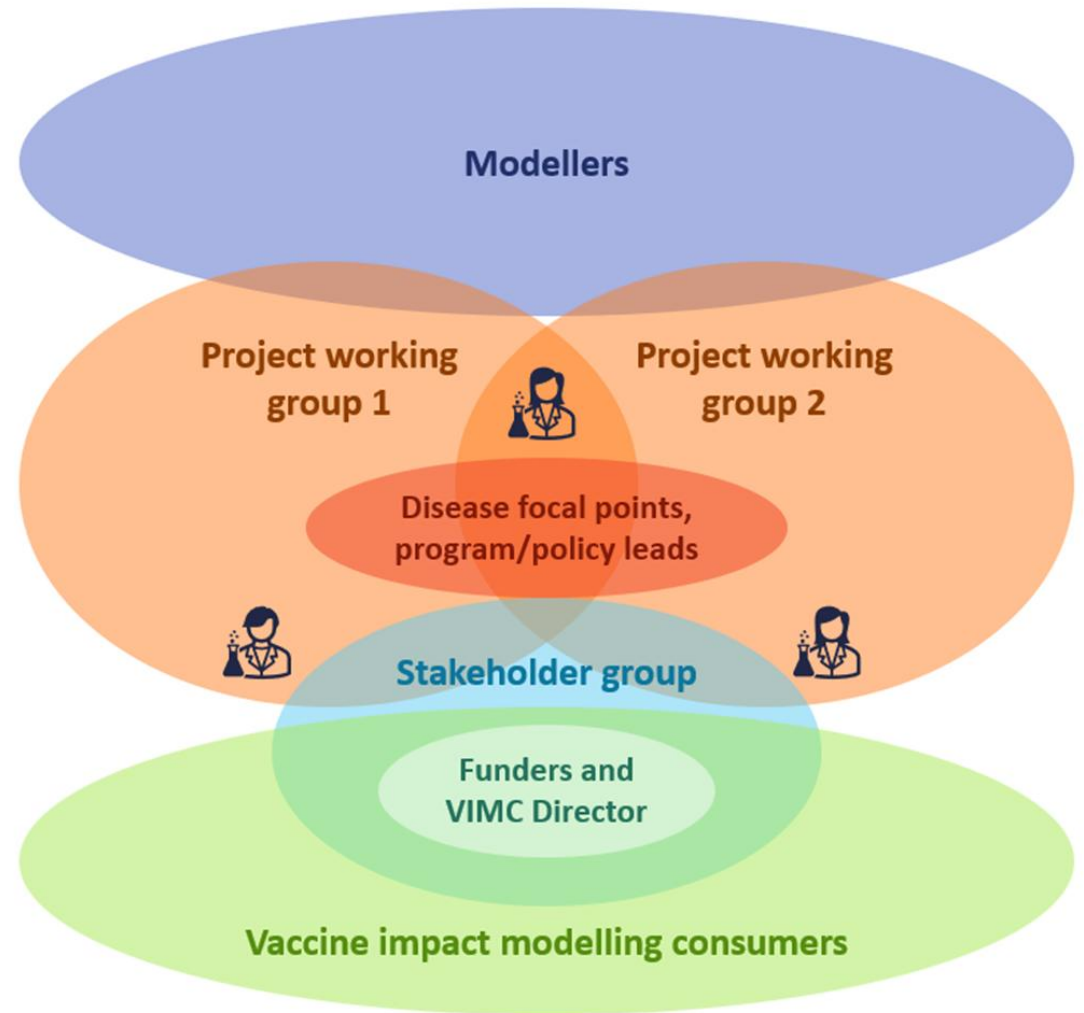 Modellers
Project working
group 1
Project working
group 2
Disease focal points,
program/policy leads
Stakeholder group
Funders and
VIMC Director
Vaccine impact modelling consumers